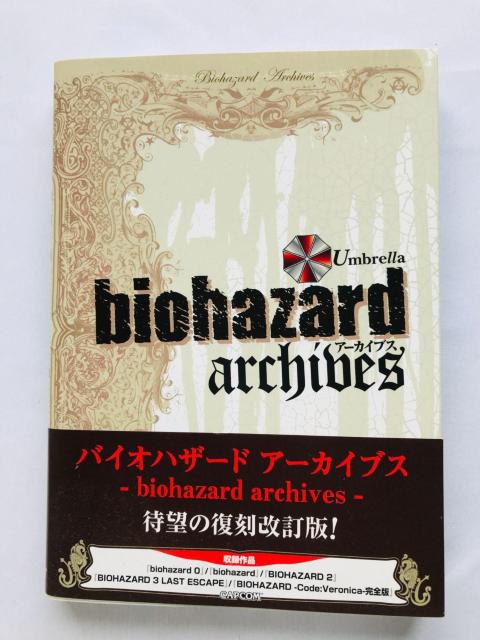 Biohazard Archives
Umbrella
biohazard
アーカイブス
archives
バイオハザード アーカイブス
- biohazard archives -
待望の復刻改訂版!
収録作品
「biohazard 0」/「biohazard」/「BIOHAZARD 2」
「BIOHAZARD 3 LAST ESCAPE」/「BIOHAZARD -Code:Veronica-完全版」
CAPCOM